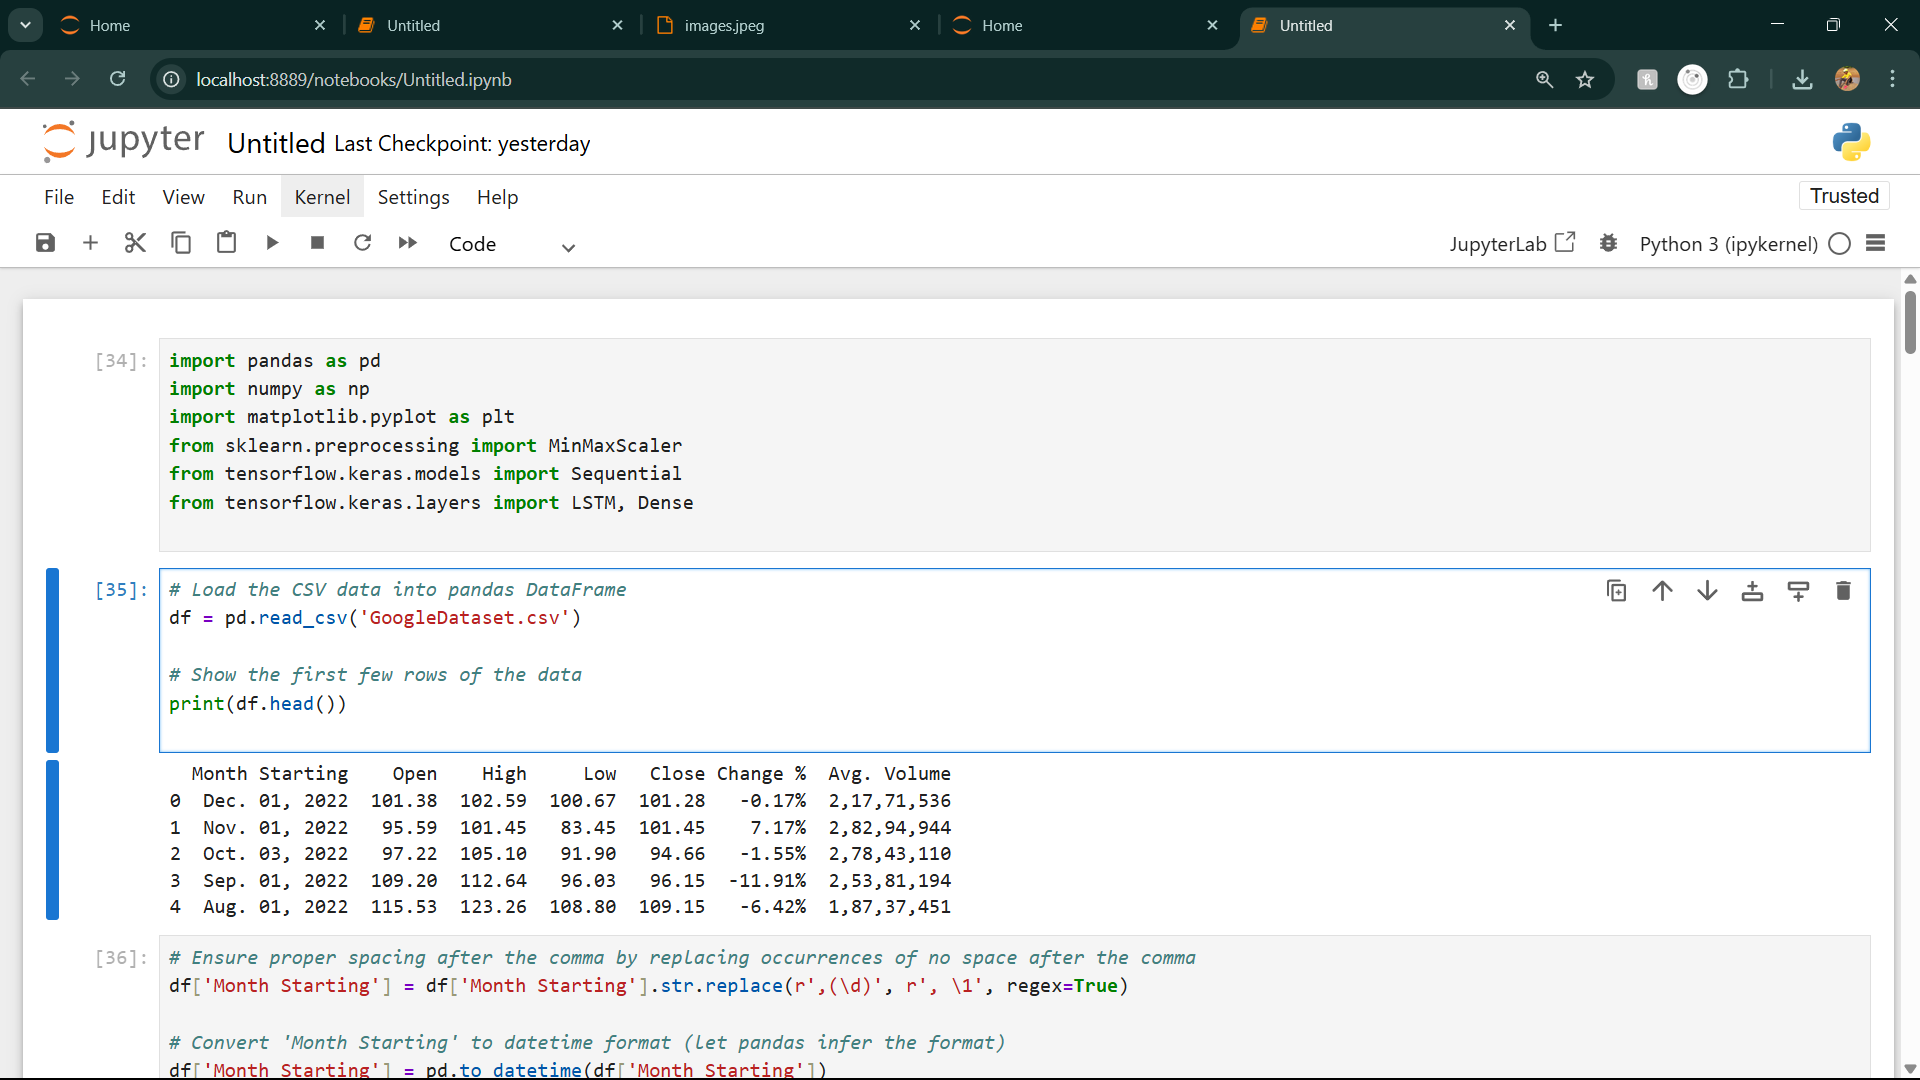 Home
Untitled
images.jpeg
Home
Untitled
localhost:8889/notebooks/Untitled.ipynb
jupyter Untitled Last Checkpoint: yesterday
File Edit View Run Kernel Settings Help
Trusted
Code
JupyterLab
Python 3 (ipykernel)
[34]:
import pandas as pd
import numpy as np
import matplotlib.pyplot as plt
from sklearn.preprocessing import MinMaxScaler
from tensorflow.keras.models import Sequential
from tensorflow.keras.layers import LSTM, Dense
[35]:
# Load the CSV data into pandas DataFrame
df = pd.read_csv('GoogleDataset.csv')
# Show the first few rows of the data
print(df.head())
Month Starting Open High Low Close Change % Avg. Volume
0 Dec. 01, 2022 101.38 102.59 100.67 101.28 -0.17% 2,17,71,536
1 Nov. 01, 2022 95.59 101.45 83.45 101.45 7.17% 2,82,94,944
2 Oct. 03, 2022 97.22 105.10 91.90 94.66 -1.55% 2,78,43,110
3 Sep. 01, 2022 109.20 112.64 96.03 96.15 -11.91% 2,53,81,194
4 Aug. 01, 2022 115.53 123.26 108.80 109.15 -6.42% 1,87,37,451
[36]:
# Ensure proper spacing after the comma by replacing occurrences of no space after the comma
df['Month Starting'] = df['Month Starting'].str.replace(r',(\d)', r', \1', regex=True)
# Convert 'Month Starting' to datetime format (let pandas infer the format)
df['Month Starting'] = pd.to_datetime(df['Month Starting'])